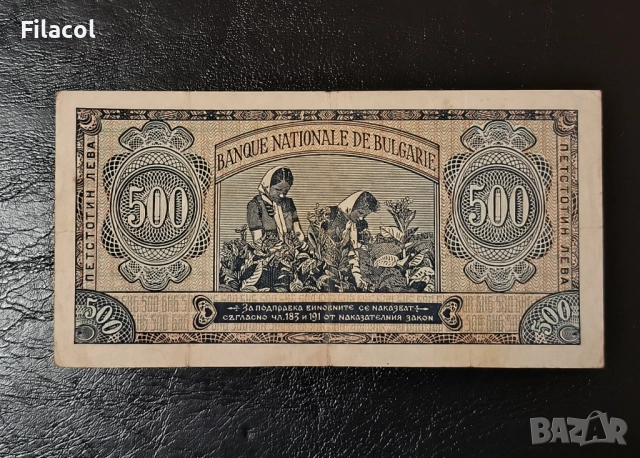 Filacol
BANQUE NATIONALE DE BULGARIE
ПЕТСТОТИН ЛЕВА
500
500
ПЕТСТОТИН ЛЕВА
ЗА ПОДПРАВКА ВИНОВНИТЕ СЕ НАКАЗВАТ
СЪГЛАСНО ЧЛ. 183 И 191 ОТ НАКАЗАТЕЛНИЯ ЗАКОН
500
500
BAZAR